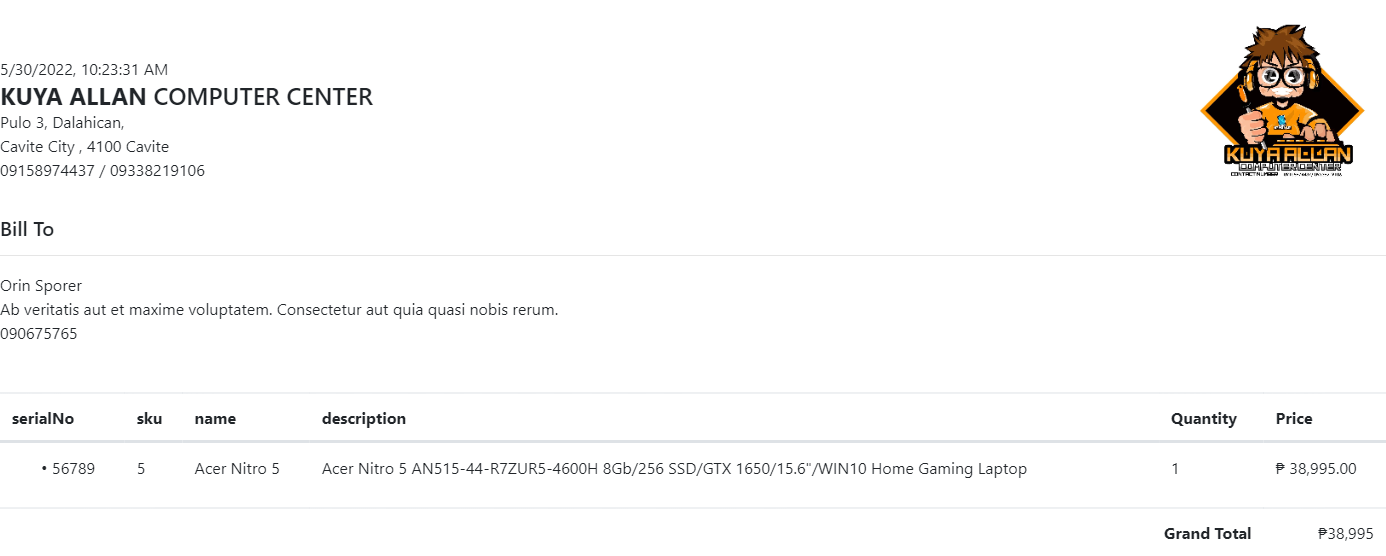 5/30/2022, 10:23:31 AM
KUYA ALLAN COMPUTER CENTER
Pulo 3, Dalahican,
Cavite City , 4100 Cavite
09158974437 / 09338219106
KUYA ALLAN
COMPUTER CENTER
CONTACT NUMBER
Bill To
Orin Sporer
Ab veritatis aut et maxime voluptatem. Consectetur aut quia quasi nobis rerum.
090675765
serialNo sku name description Quantity Price
• 56789 5 Acer Nitro 5 Acer Nitro 5 AN515-44-R7ZUR5-4600H 8Gb/256 SSD/GTX 1650/15.6"/WIN10 Home Gaming Laptop 1 ₱ 38,995.00
Grand Total ₱38,995